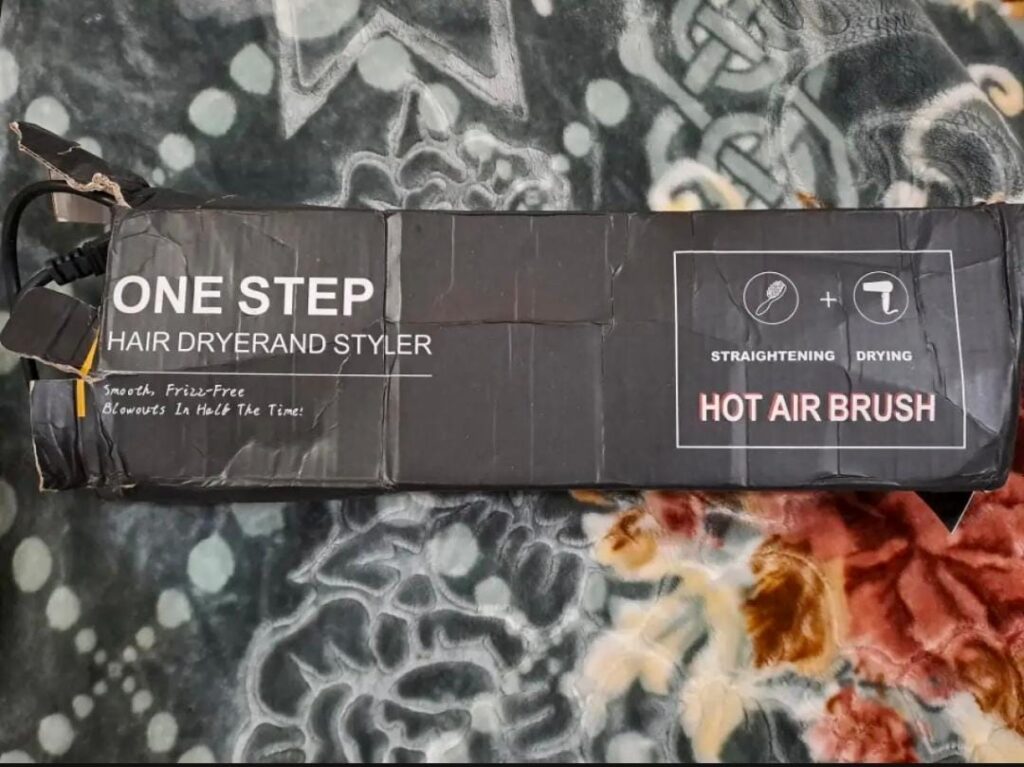 ONE STEP
HAIR DRYERAND STYLER
Smooth, Frizz-Free
Blowouts In Half The Time!
STRAIGHTENING + DRYING
HOT AIR BRUSH